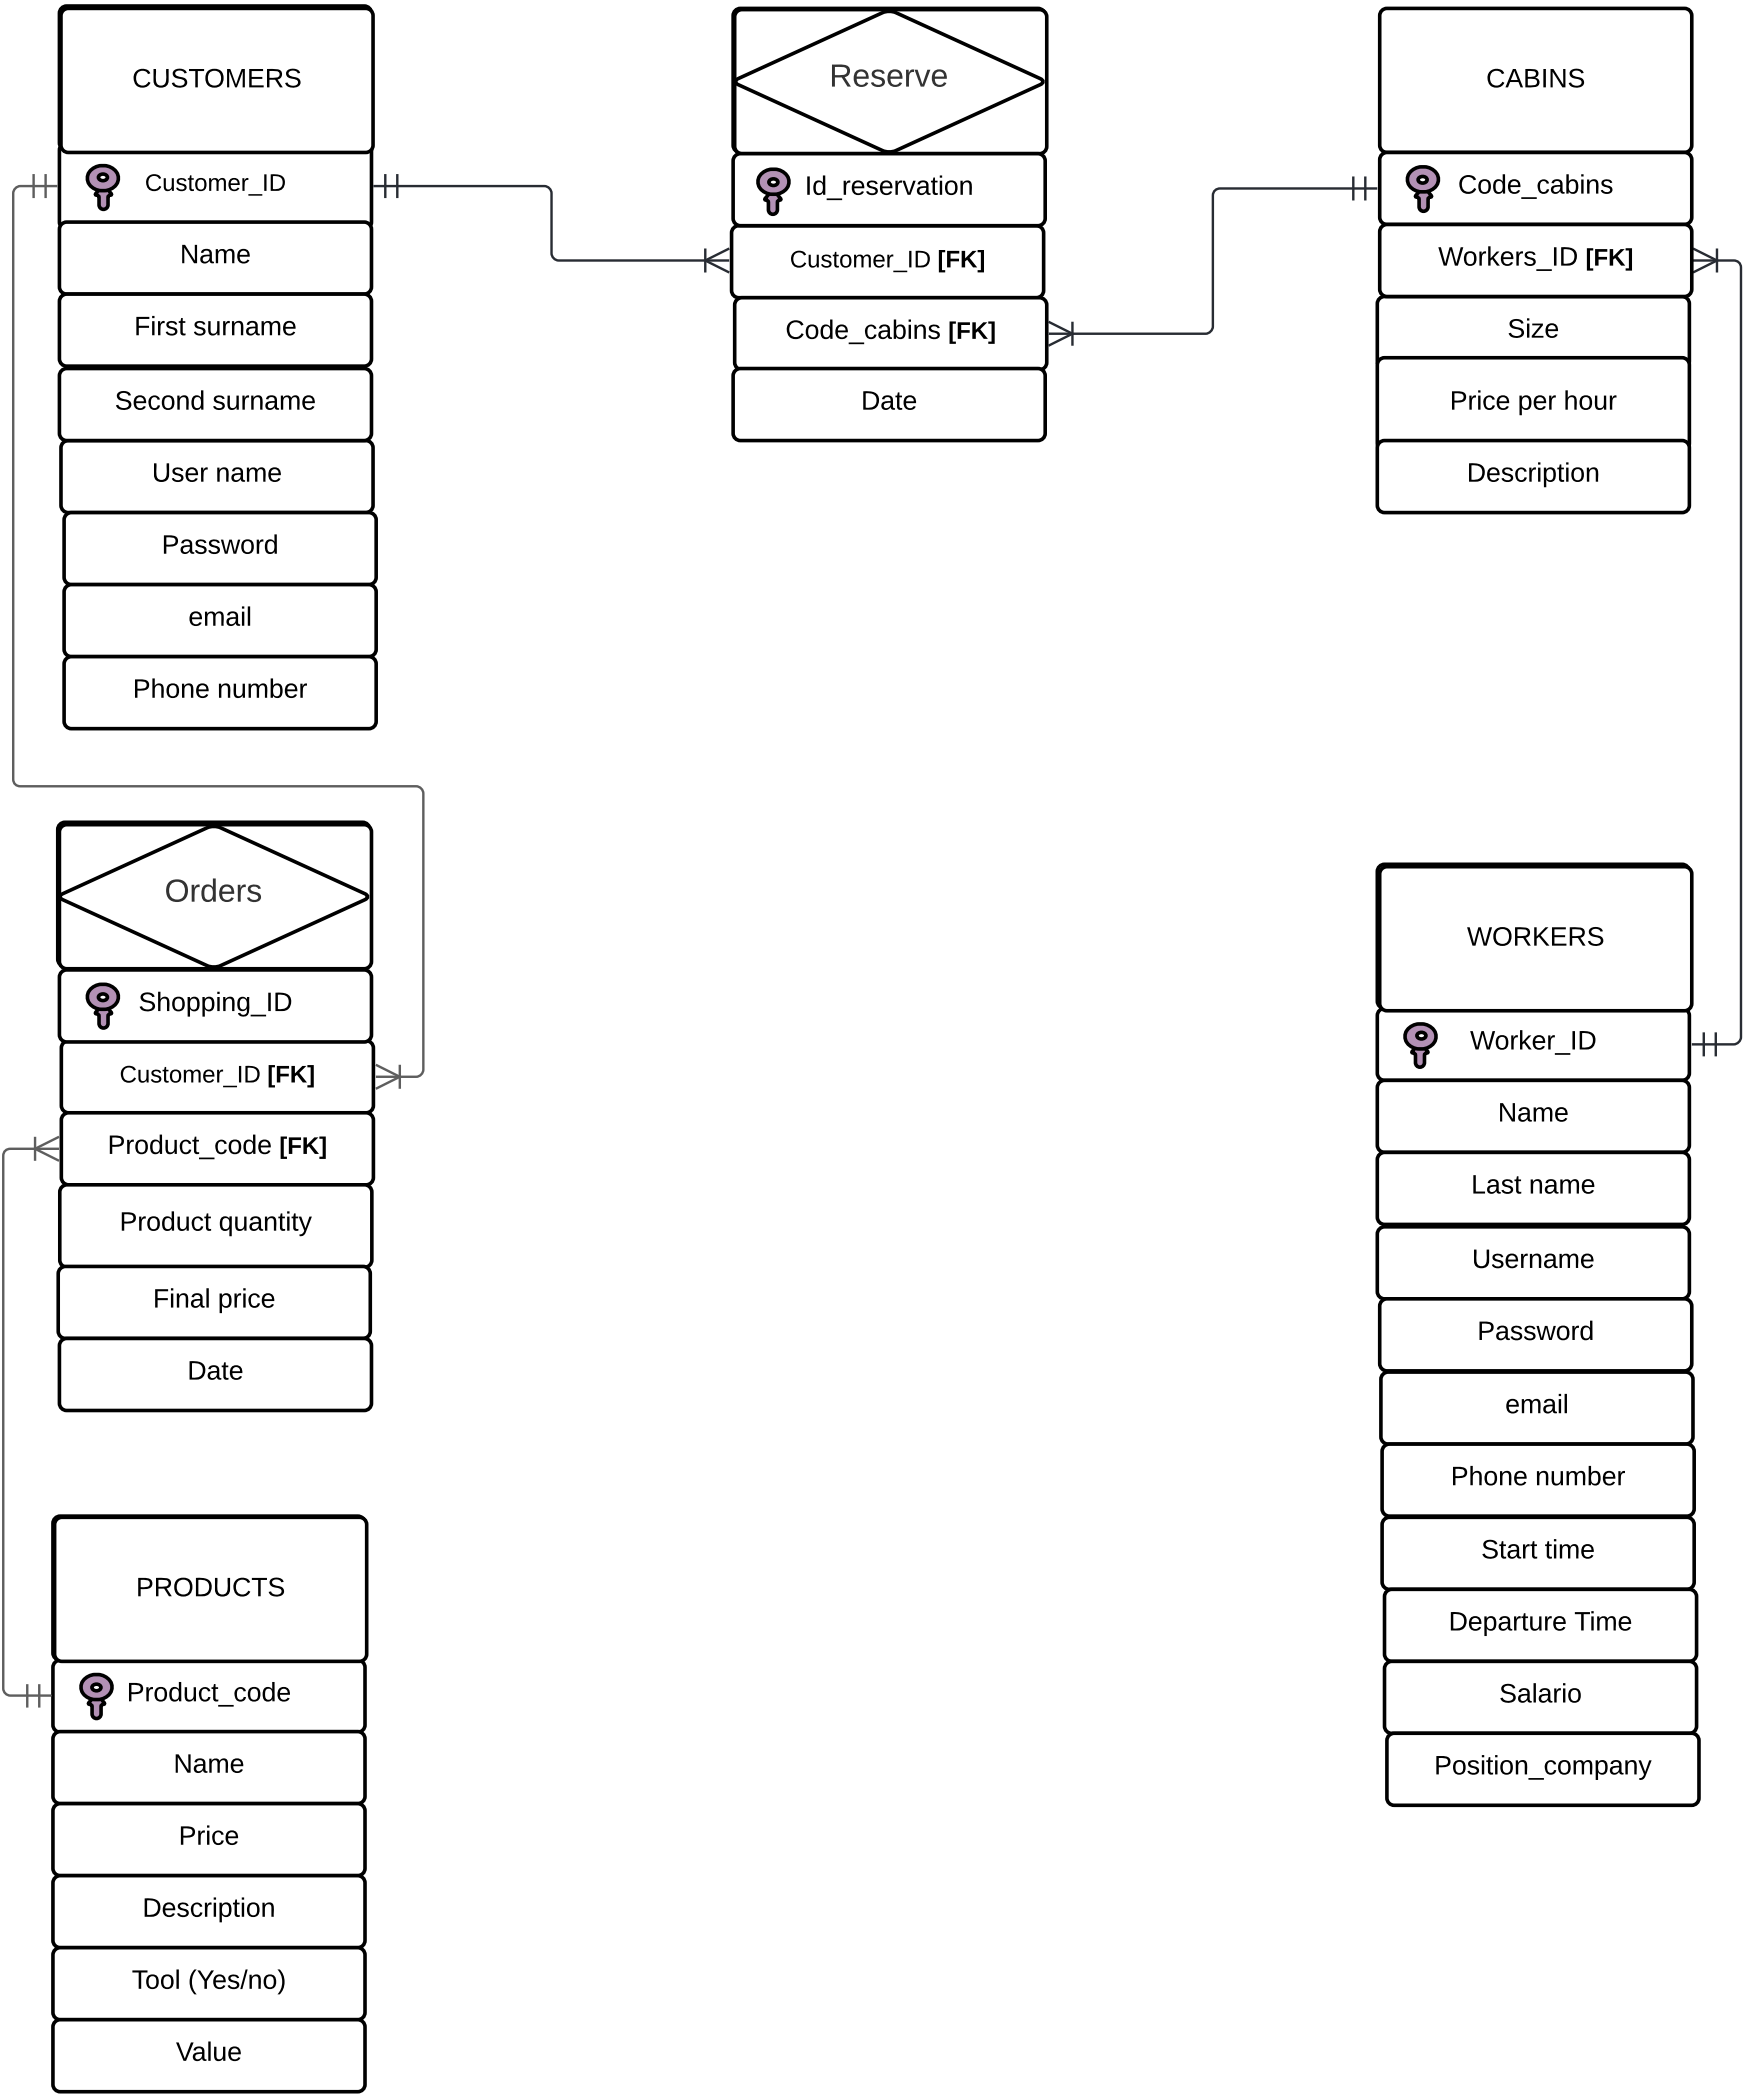 CUSTOMERS
Customer_ID
Name
First surname
Second surname
User name
Password
email
Phone number
Reserve
Id_reservation
Customer_ID [FK]
Code_cabins [FK]
Date
CABINS
Code_cabins
Workers_ID [FK]
Size
Price per hour
Description
Orders
Shopping_ID
Customer_ID [FK]
Product_code [FK]
Product quantity
Final price
Date
WORKERS
Worker_ID
Name
Last name
Username
Password
email
Phone number
Start time
Departure Time
Salario
Position_company
PRODUCTS
Product_code
Name
Price
Description
Tool (Yes/no)
Value